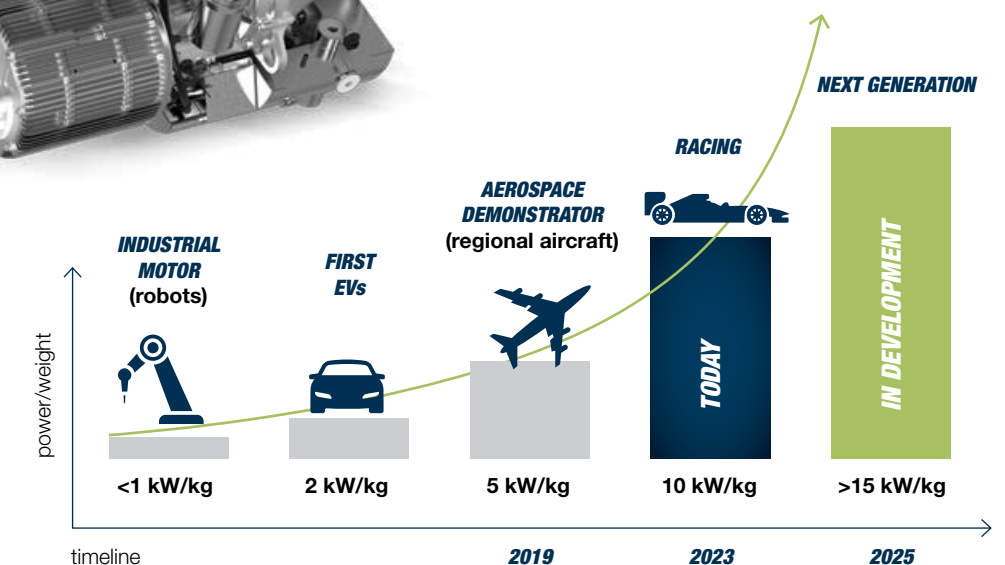 NEXT GENERATION
RACING
AEROSPACE
DEMONSTRATOR
(regional aircraft)
INDUSTRIAL
MOTOR
(robots)
FIRST
EVs
power/weight
TODAY
IN DEVELOPMENT
<1 kW/kg
2 kW/kg
5 kW/kg
10 kW/kg
>15 kW/kg
timeline
2019
2023
2025